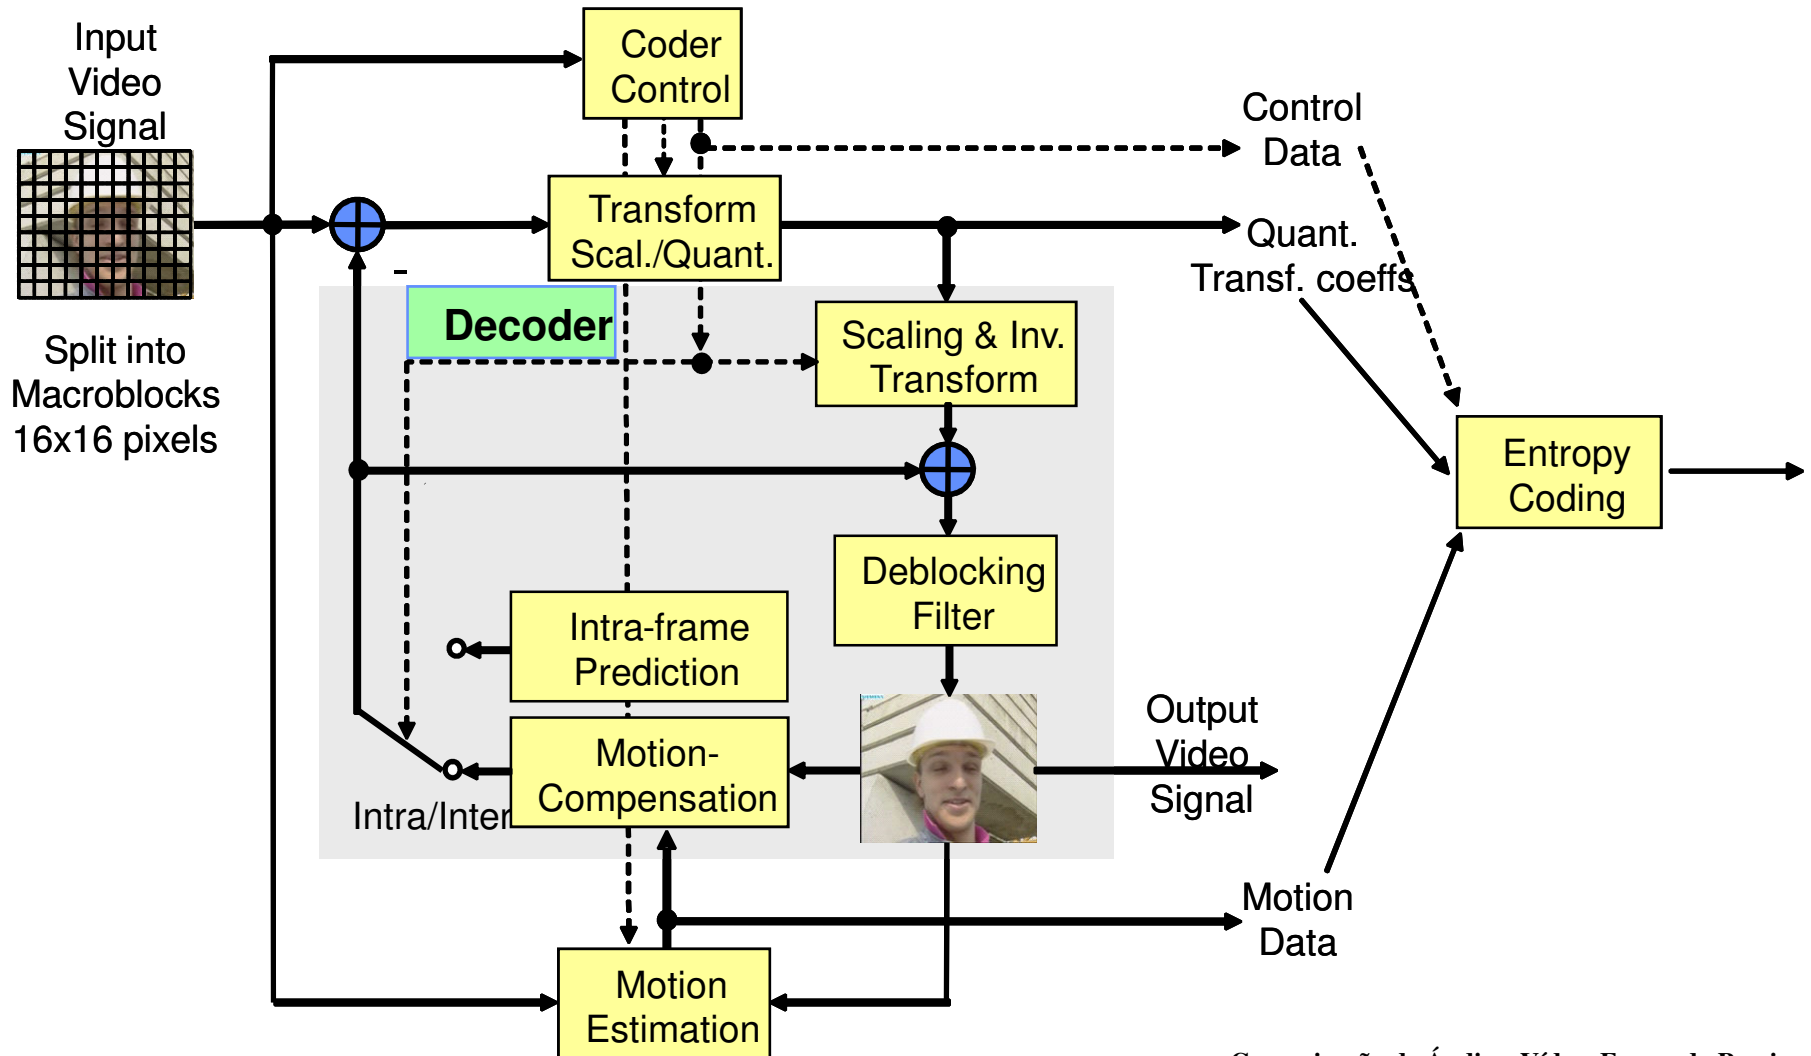 Input
Video
Signal
Split into
Macroblocks
16x16 pixels
Coder
Control
Control
Data
Transform
Scal./Quant.
Quant.
Transf. coeffs
-
Decoder
Scaling & Inv.
Transform
Entropy
Coding
Deblocking
Filter
Intra-frame
Prediction
Motion-
Compensation
Intra/Inter
Output
Video
Signal
Motion
Data
Motion
Estimation